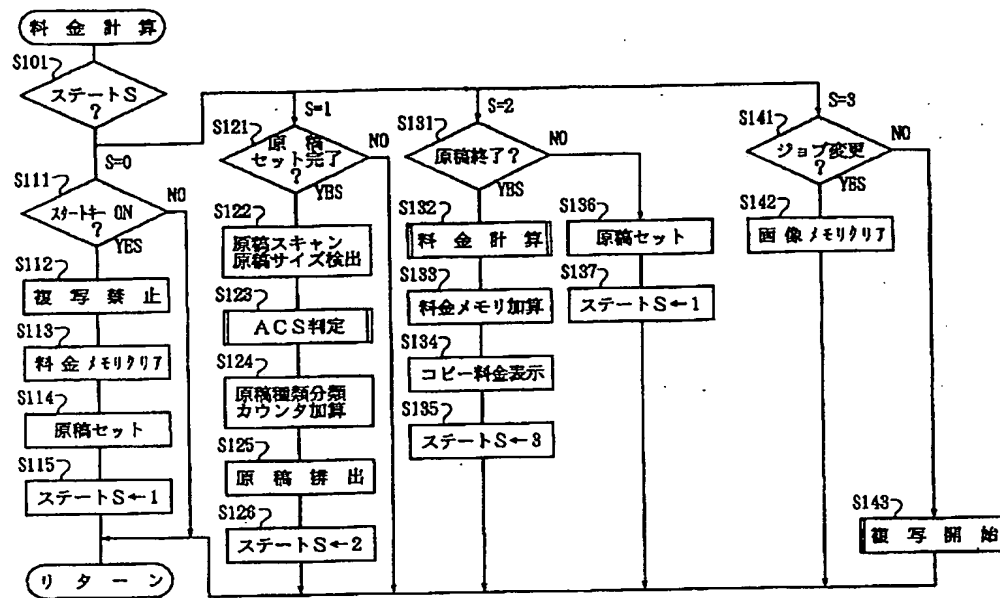 料金計算
S101
ステートS
?
S=0
S111
スタートキー ON
?
NO
YES
S112
複写禁止
S113
料金メモリクリア
S114
原稿セット
S115
ステートS←1
リターン
S=1
S121
原稿
セット完了
?
NO
YES
S122
原稿スキャン
原稿サイズ検出
S123
ACS判定
S124
原稿種類分類
カウンタ加算
S125
原稿排出
S126
ステートS←2
S=2
S131
原稿終了?
NO
YES
S132
料金計算
S133
料金メモリ加算
S134
コピー料金表示
S135
ステートS←3
S136
原稿セット
S137
ステートS←1
S=3
S141
ジョブ変更
?
NO
YES
S142
画像メモリクリア
S143
複写開始